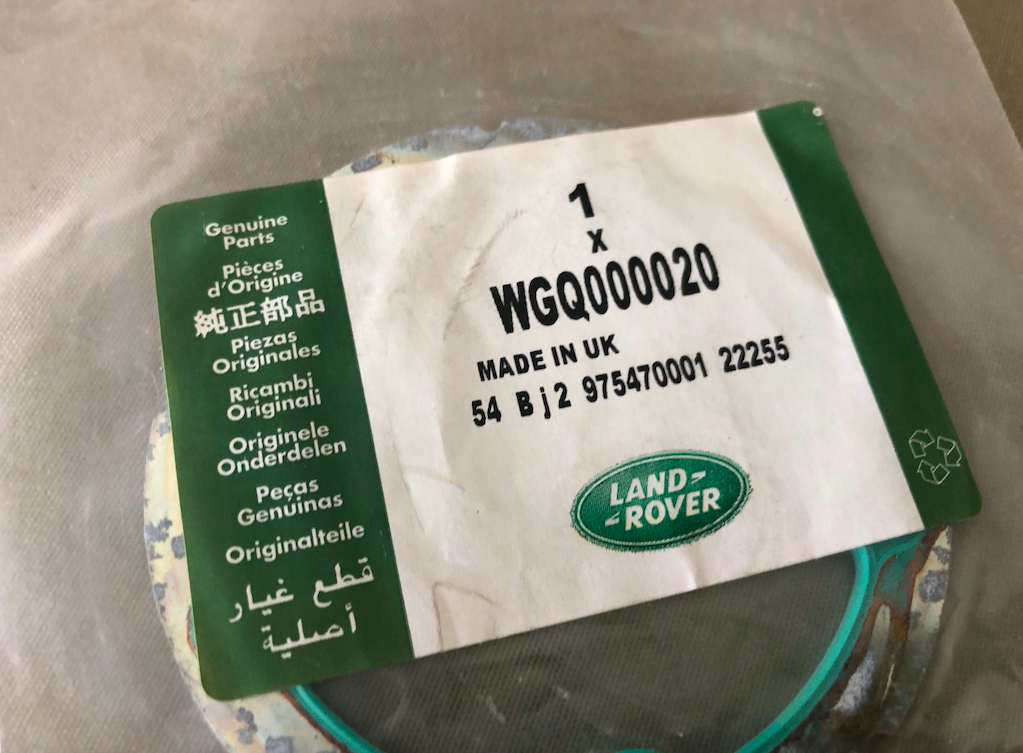 Genuine
Parts
Pièces
d'Origine
純正部品
Piezas
Originales
Ricambi
Originali
Originele
Onderdelen
Peças
Genuinas
Originalteile
قطع غيار
أصلية
1
x
WGQ000020
MADE IN UK
54 B j 2 975470001 22255
LAND-
-ROVER